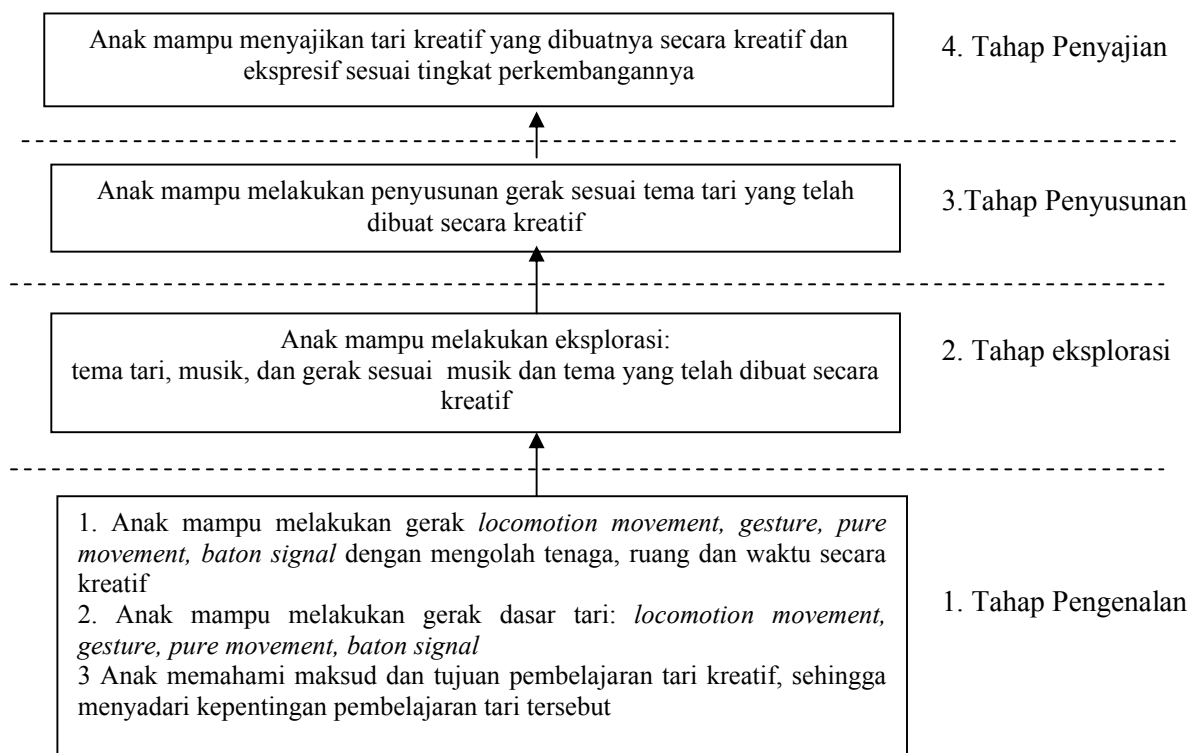 Anak mampu menyajikan tari kreatif yang dibuatnya secara kreatif dan
ekspresif sesuai tingkat perkembangannya
4. Tahap Penyajian
Anak mampu melakukan penyusunan gerak sesuai tema tari yang telah
dibuat secara kreatif
3.Tahap Penyusunan
Anak mampu melakukan eksplorasi:
tema tari, musik, dan gerak sesuai musik dan tema yang telah dibuat secara
kreatif
2. Tahap eksplorasi
1. Anak mampu melakukan gerak locomotion movement, gesture, pure
movement, baton signal dengan mengolah tenaga, ruang dan waktu secara
kreatif
2. Anak mampu melakukan gerak dasar tari: locomotion movement,
gesture, pure movement, baton signal
3 Anak memahami maksud dan tujuan pembelajaran tari kreatif, sehingga
menyadari kepentingan pembelajaran tari tersebut
1. Tahap Pengenalan